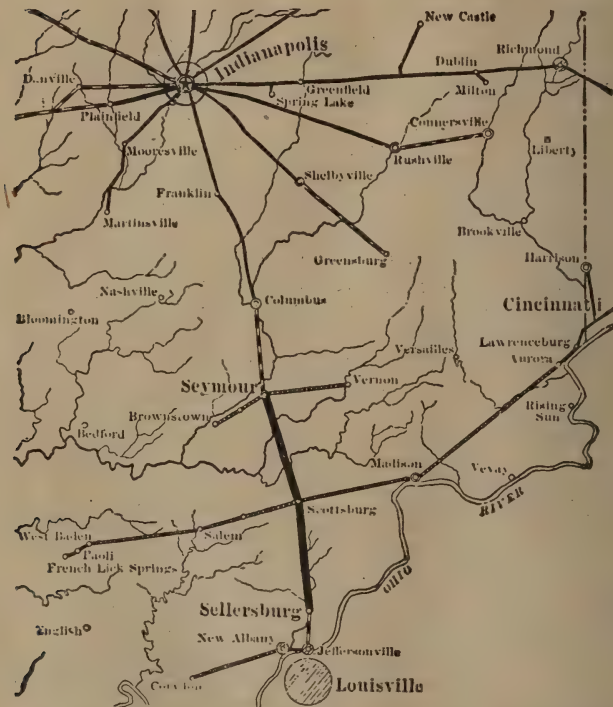 New Castle
Indianapolis
Richmond
Dublin
Danville
Greenfield
Milton
Spring Lake
Plainfield
Connersville
Mooresville
Rushville
Liberty
Shelbyville
Franklin
Martinsville
Brookville
Greensburg
Harrison
Nashville
Columbus
Cincinnati
Bloomington
Lawrenceburg
Versailles
Aurora
Seymour
Vernon
Brownstown
Rising
Sun
Bedford
Madison
Vevay
RIVER
Scottsburg
West Baden
Salem
Paoli
French Lick Springs
OHIO
Sellersburg
English
New Albany
Jeffersonville
Corydon
Louisville